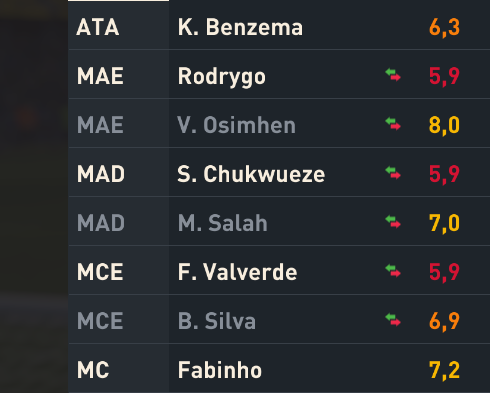 ATA K. Benzema 6,3
MAE Rodrygo 5,9
MAE V. Osimhen 8,0
MAD S. Chukwueze 5,9
MAD M. Salah 7,0
MCE F. Valverde 5,9
MCE B. Silva 6,9
MC Fabinho 7,2